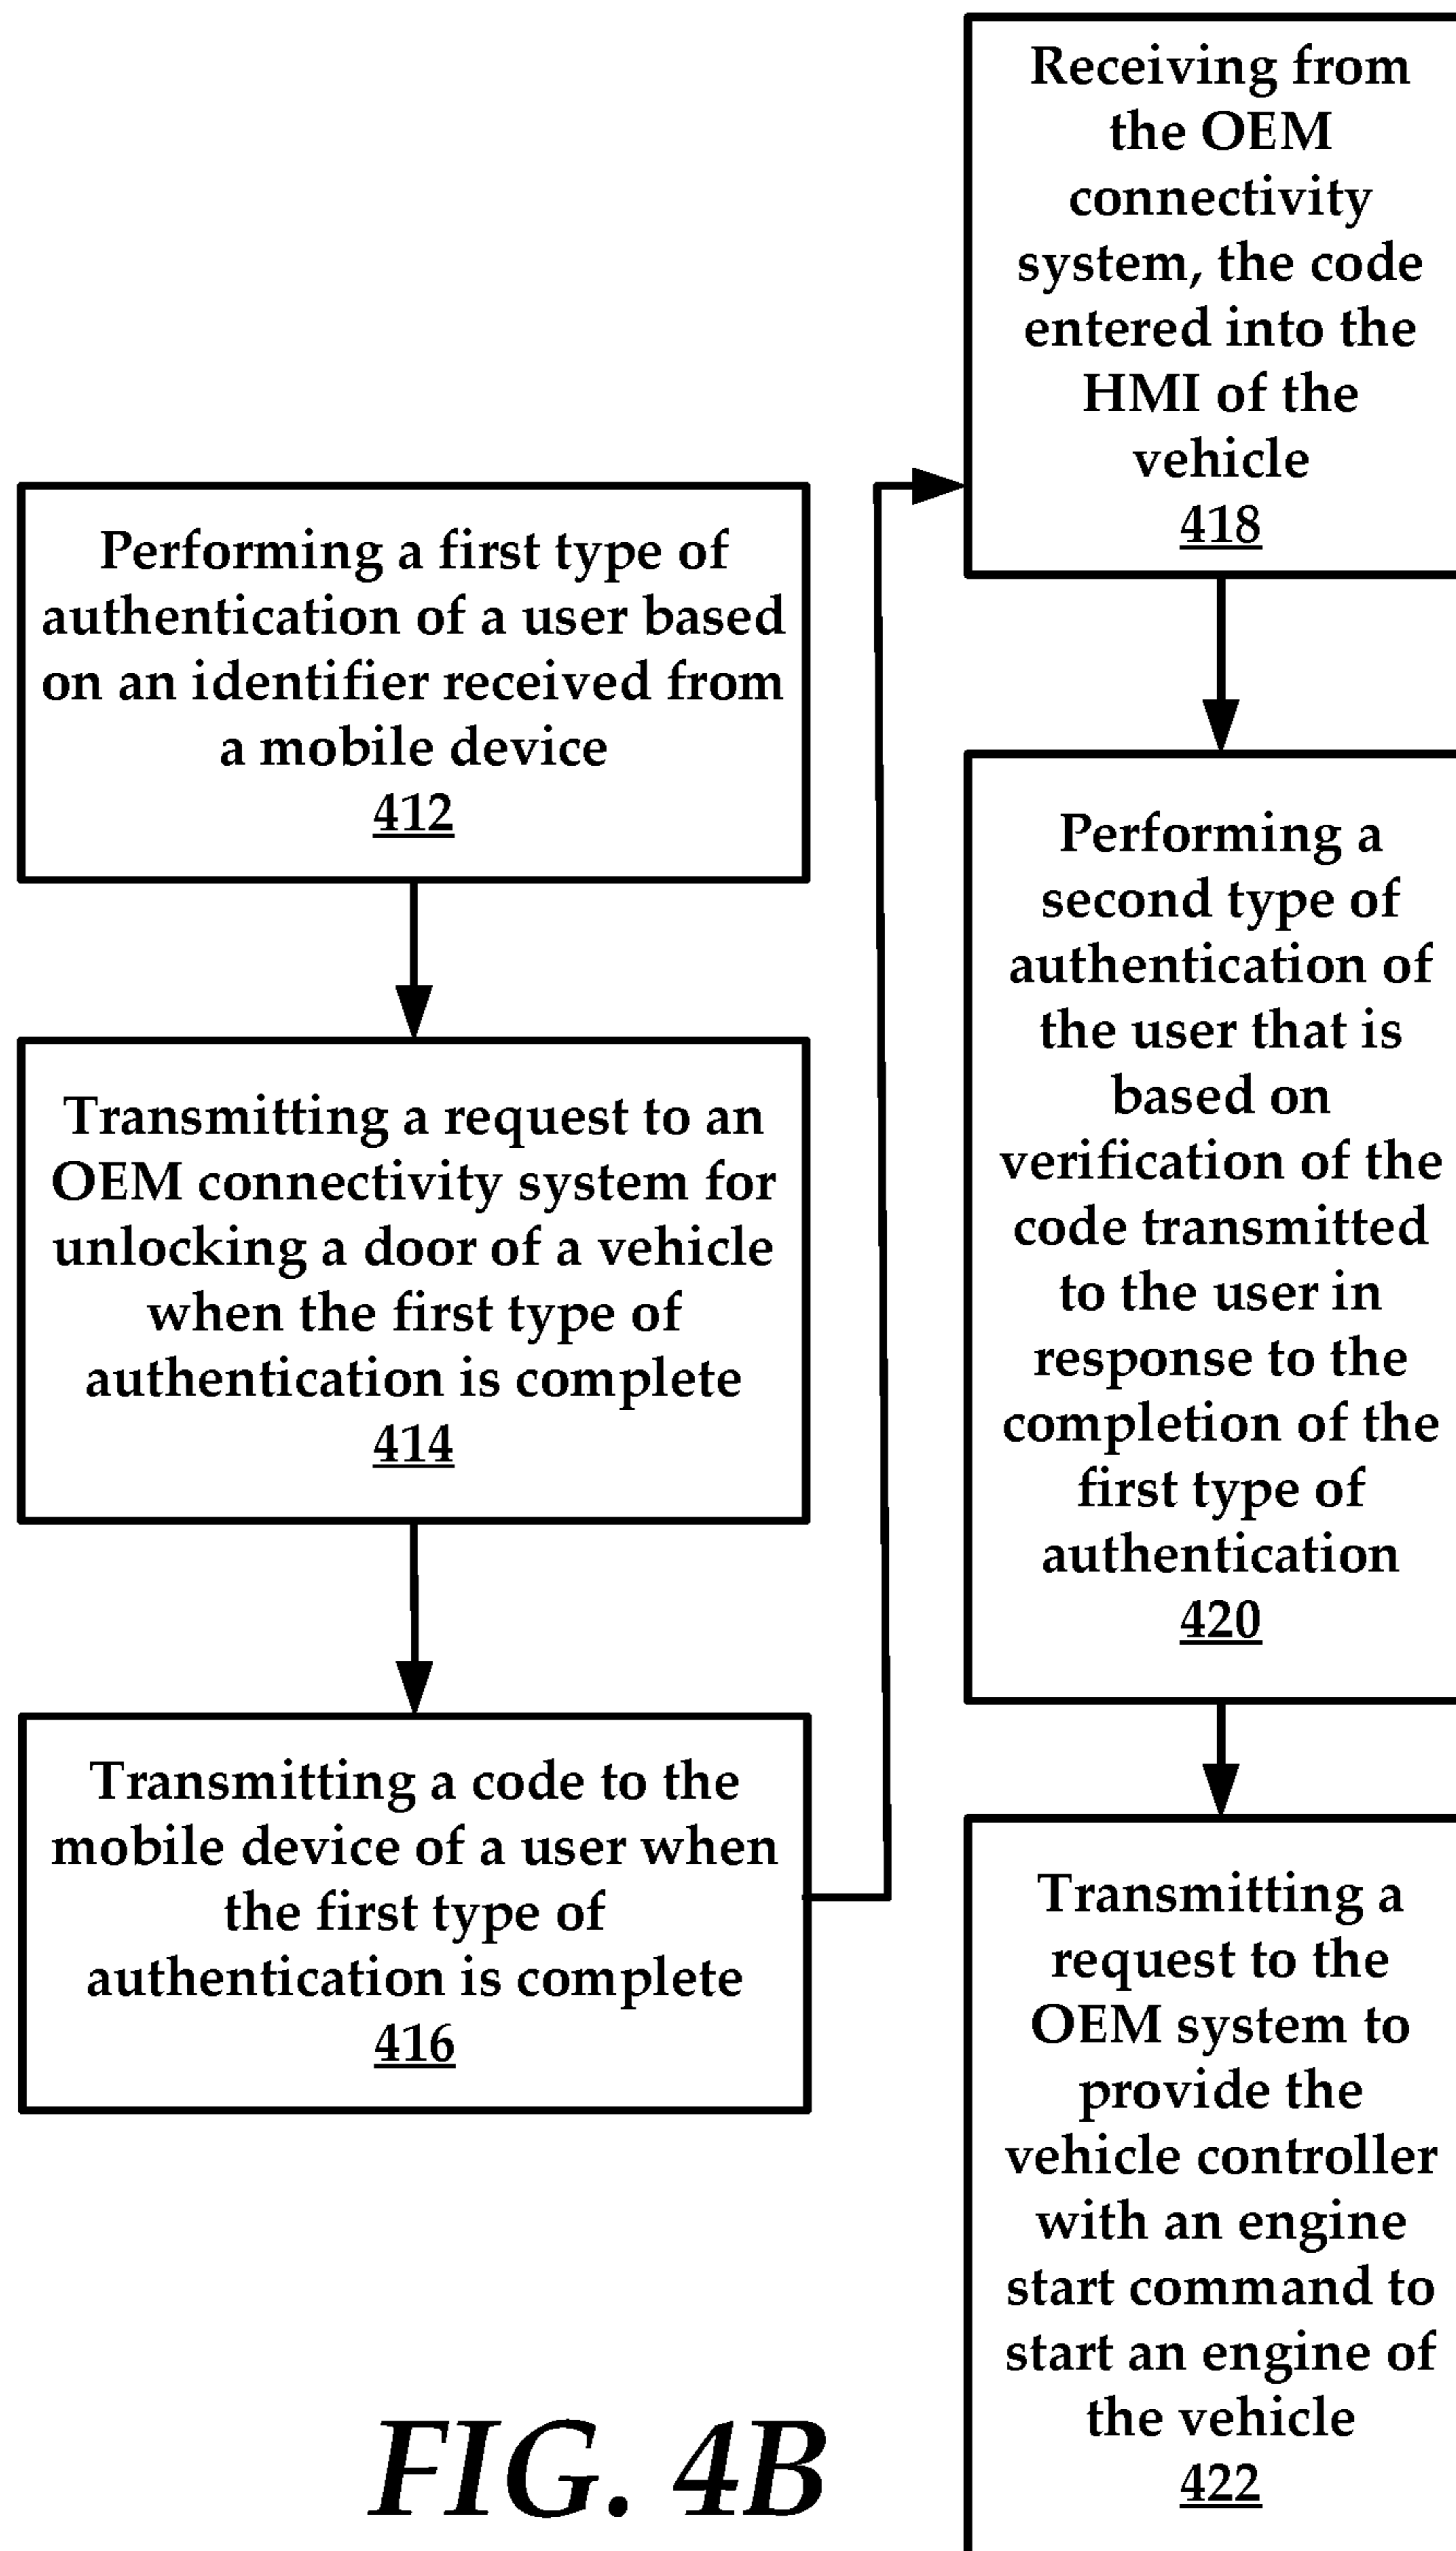 Performing a first type of
authentication of a user based
on an identifier received from
a mobile device
412
Transmitting a request to an
OEM connectivity system for
unlocking a door of a vehicle
when the first type of
authentication is complete
414
Transmitting a code to the
mobile device of a user when
the first type of
authentication is complete
416
Receiving from
the OEM
connectivity
system, the code
entered into the
HMI of the
vehicle
418
Performing a
second type of
authentication of
the user that is
based on
verification of the
code transmitted
to the user in
response to the
completion of the
first type of
authentication
420
Transmitting a
request to the
OEM system to
provide the
vehicle controller
with an engine
start command to
start an engine of
the vehicle
422
FIG. 4B